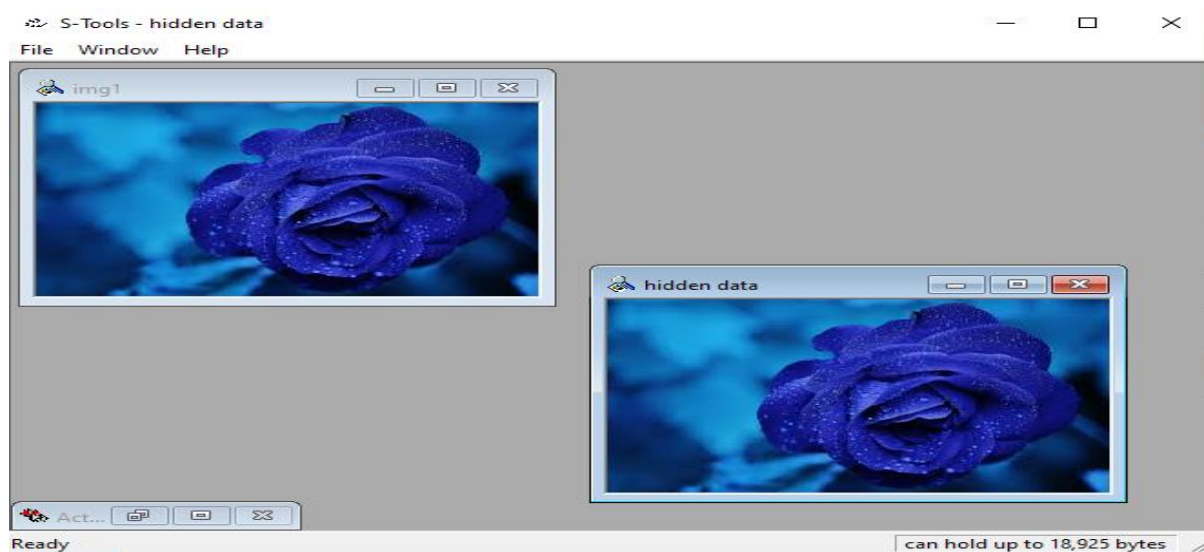 S-Tools - hidden data
File Window Help
img1
hidden data
Act...
Ready
can hold up to 18,925 bytes